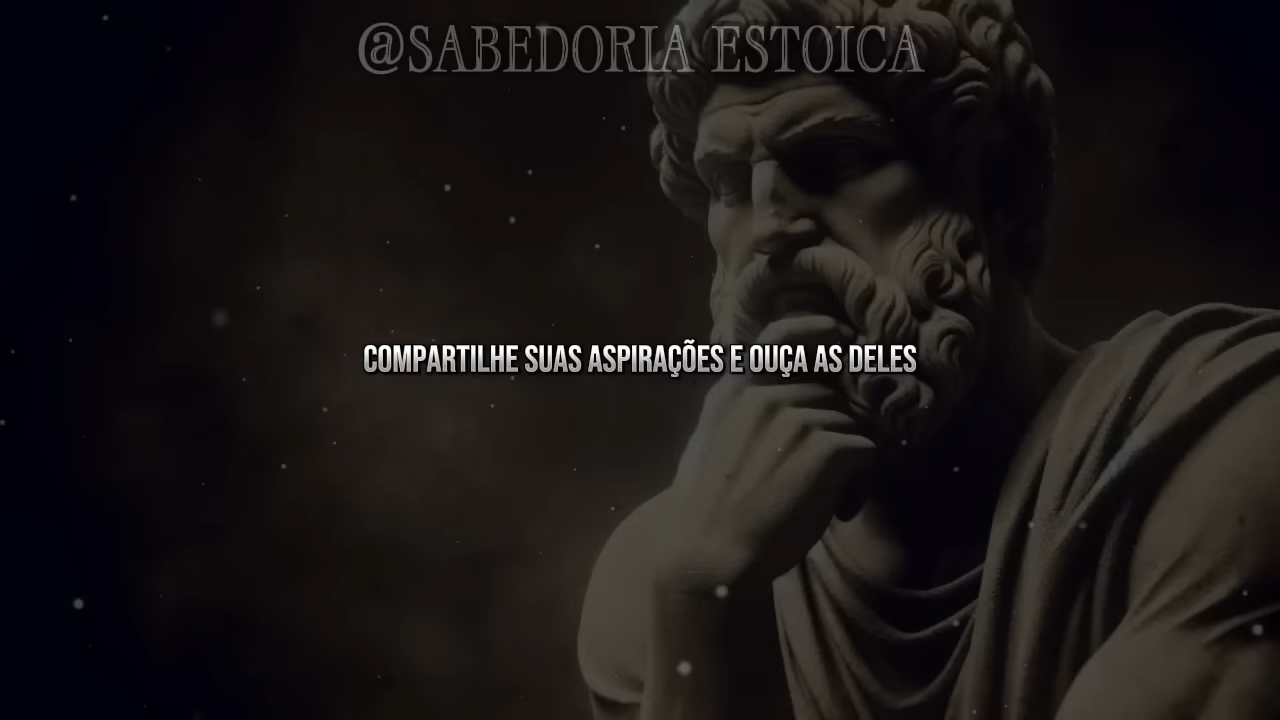 @SABEDORIA ESTOICA
COMPARTILHE SUAS ASPIRAÇÕES E OUÇA AS DELES